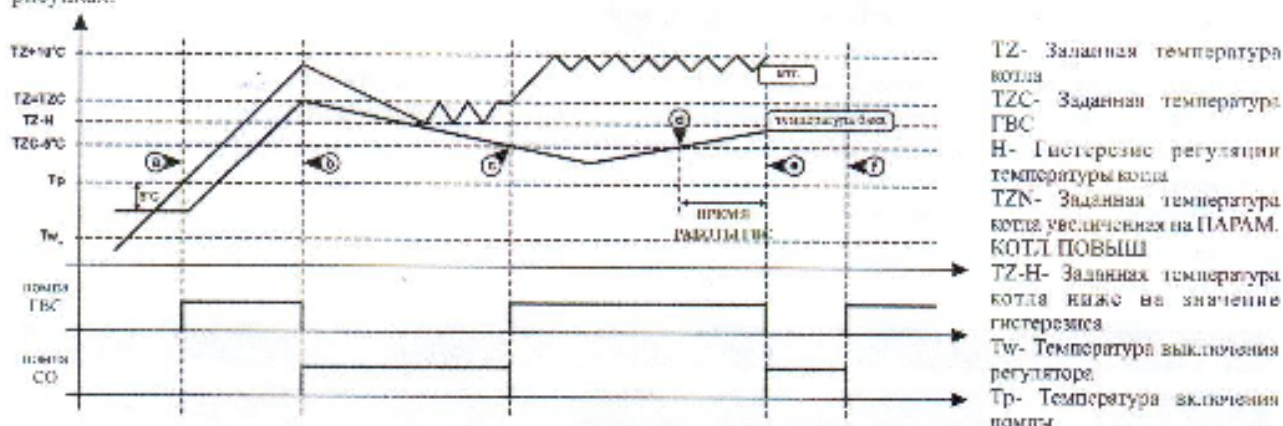 рисунках.
TZ+10°C
TZ=TZC
TZ-H
TZC-5°C
Tp
5°C
Tw
a
b
c
d
e
f
ВРЕМЯ
РАБОТЫ ГВС
помпа
ГВС
помпа
СО
TZ- Заданная температура
котла
TZC- Заданная температура
ГВС
H- Гистерезис регуляции
температуры котла
TZN- Заданная температура
котла увеличенная на ПАРАМ.
КОТЛ ПОВЫШ
TZ-H- Заданная температура
котла ниже на значение
гистерезиса
Tw- Температура выключения
регулятора
Tp- Температура включения
помпы